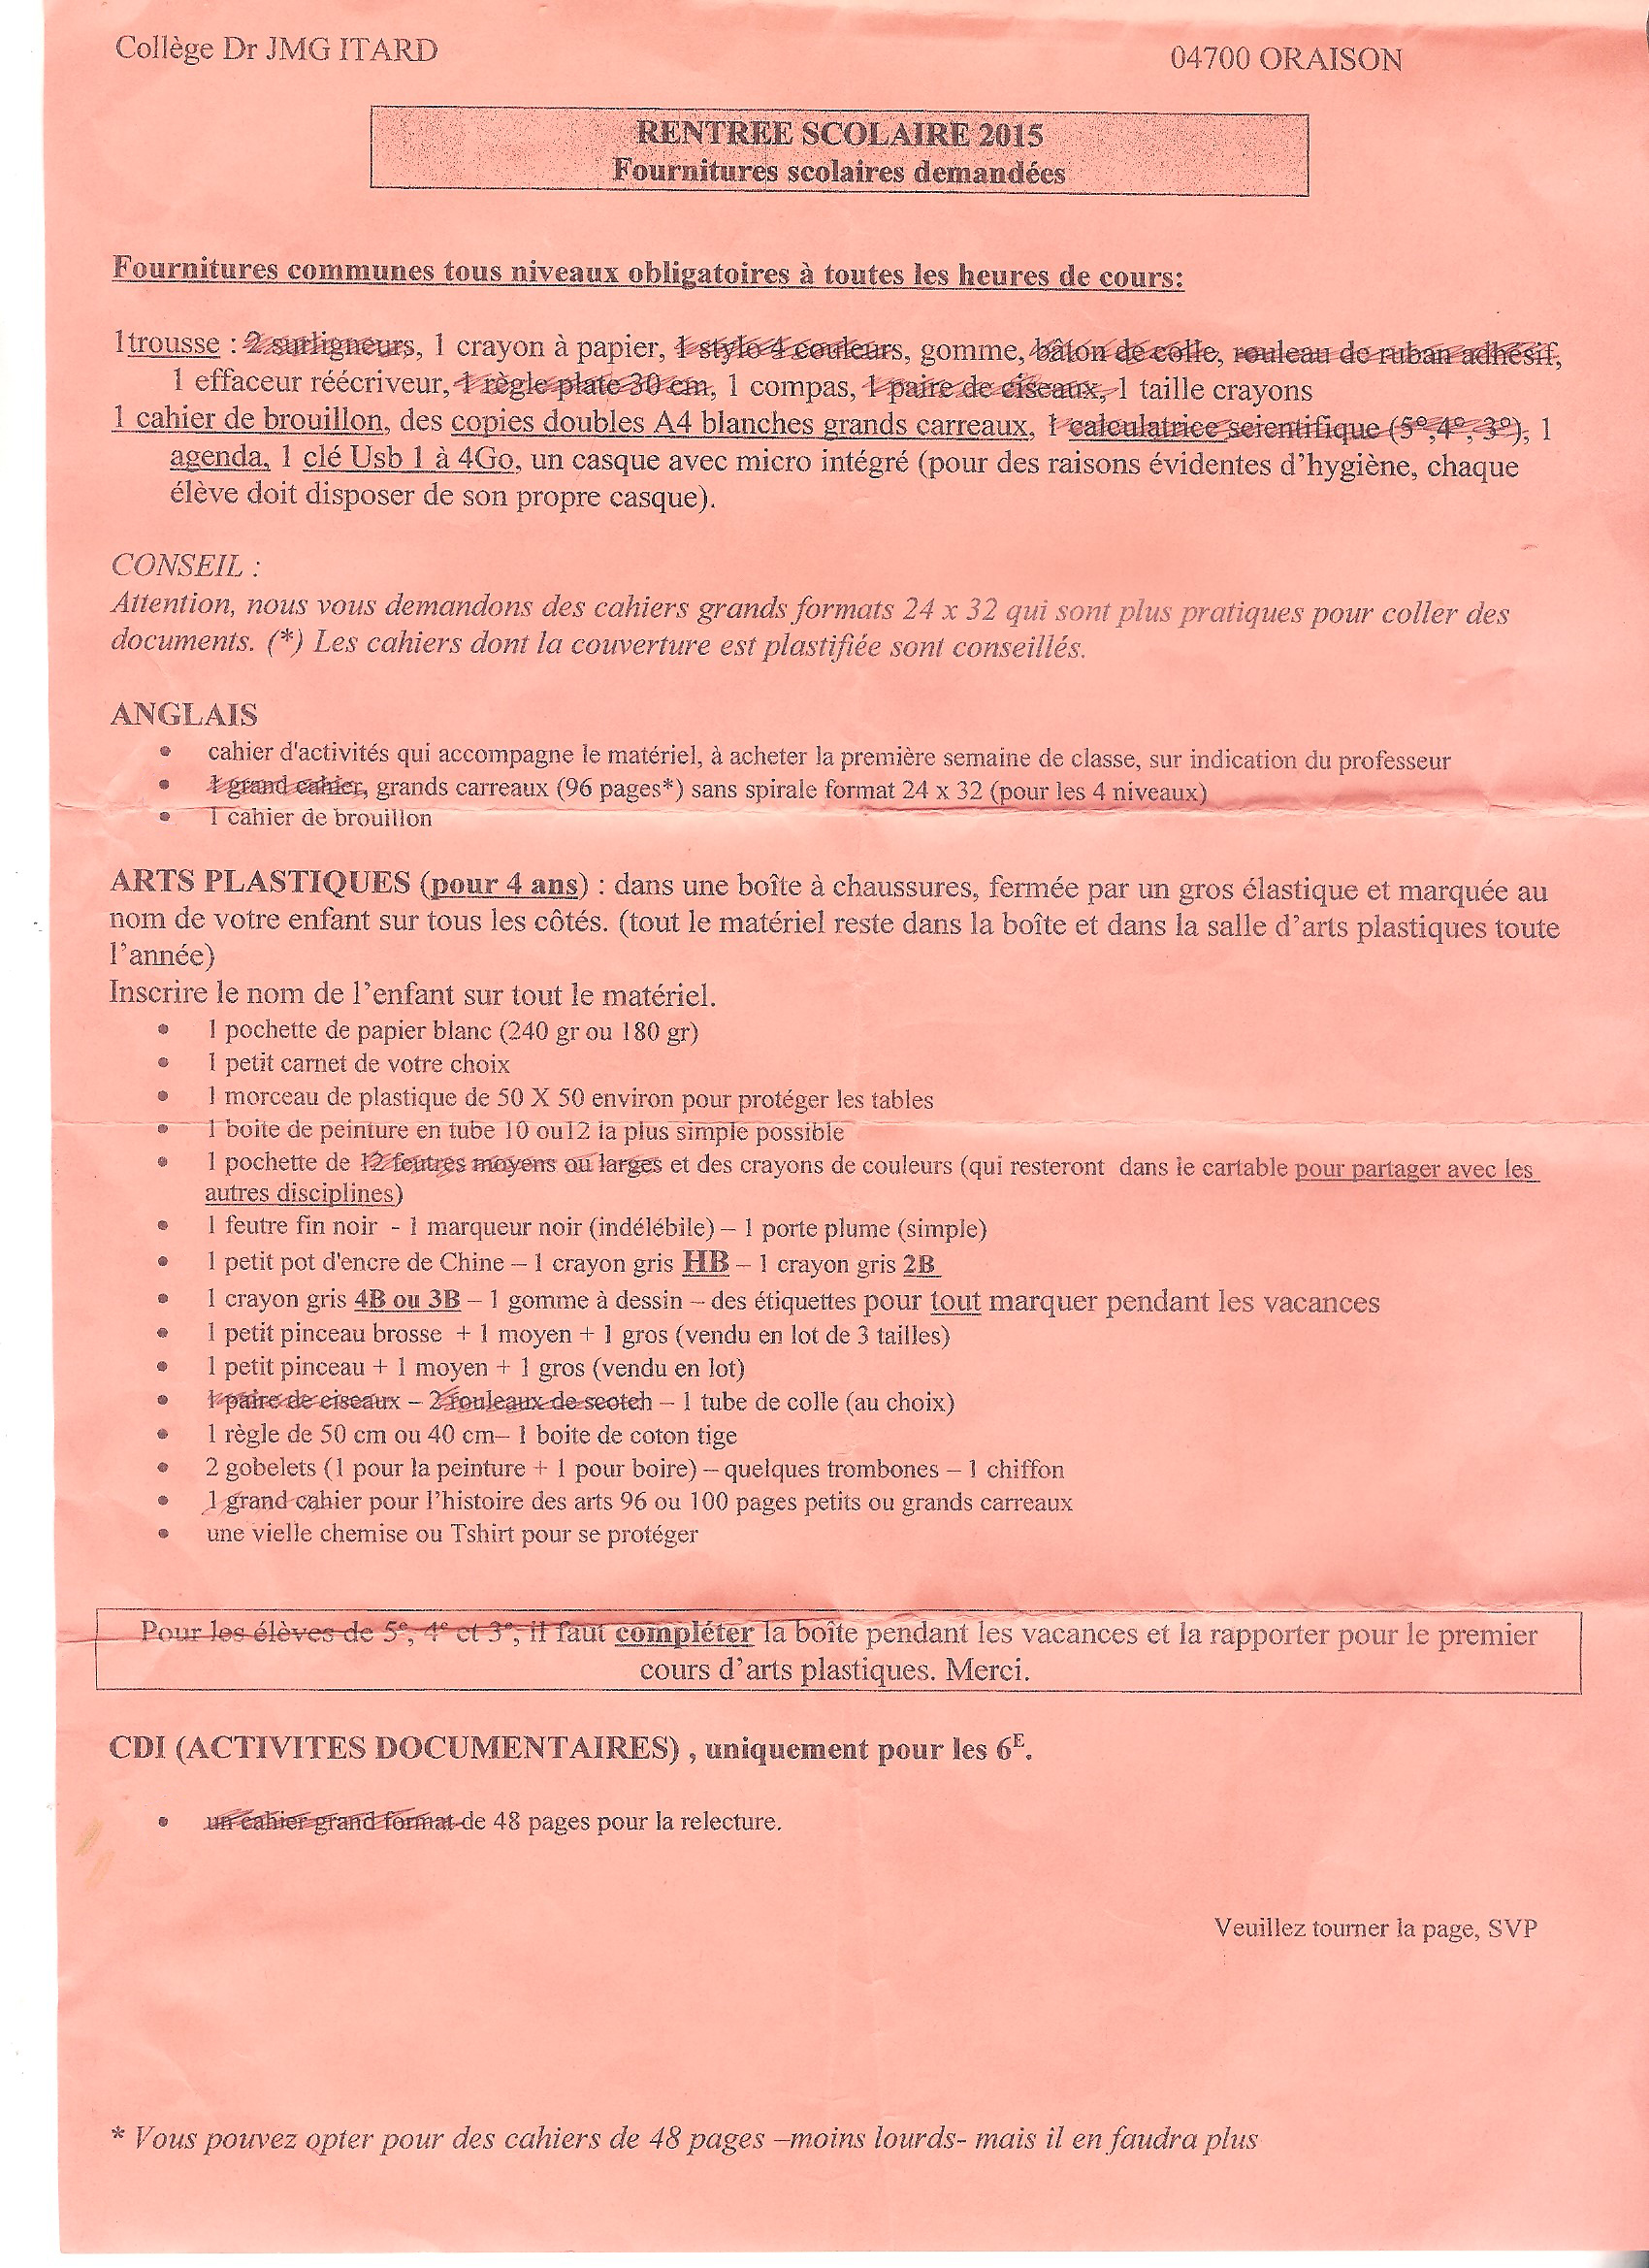 Collège Dr JMG ITARD
04700 ORAISON
RENTREE SCOLAIRE 2015
Fournitures scolaires demandées
Fournitures communes tous niveaux obligatoires à toutes les heures de cours:
1trousse : 2 surligneurs, 1 crayon à papier, 1 stylo 4 couleurs, gomme, bâton de colle, rouleau de ruban adhésif,
1 effaceur réécriveur, 1 règle plate 30 cm, 1 compas, 1 paire de ciseaux, 1 taille crayons
1 cahier de brouillon, des copies doubles A4 blanches grands carreaux, 1 calculatrice scientifique (5°,4°, 3°), 1
agenda, 1 clé Usb 1 à 4Go, un casque avec micro intégré (pour des raisons évidentes d’hygiène, chaque
élève doit disposer de son propre casque).
CONSEIL :
Attention, nous vous demandons des cahiers grands formats 24 x 32 qui sont plus pratiques pour coller des
documents. (*) Les cahiers dont la couverture est plastifiée sont conseillés.
ANGLAIS
• cahier d'activités qui accompagne le matériel, à acheter la première semaine de classe, sur indication du professeur
• 1 grand cahier, grands carreaux (96 pages*) sans spirale format 24 x 32 (pour les 4 niveaux)
• 1 cahier de brouillon
ARTS PLASTIQUES (pour 4 ans) : dans une boîte à chaussures, fermée par un gros élastique et marquée au
nom de votre enfant sur tous les côtés. (tout le matériel reste dans la boîte et dans la salle d’arts plastiques toute
l’année)
Inscrire le nom de l’enfant sur tout le matériel.
• 1 pochette de papier blanc (240 gr ou 180 gr)
• 1 petit carnet de votre choix
• 1 morceau de plastique de 50 X 50 environ pour protéger les tables
• 1 boite de peinture en tube 10 ou12 la plus simple possible
• 1 pochette de 12 feutres moyens ou larges et des crayons de couleurs (qui resteront dans le cartable pour partager avec les
autres disciplines)
• 1 feutre fin noir - 1 marqueur noir (indélébile) – 1 porte plume (simple)
• 1 petit pot d'encre de Chine – 1 crayon gris HB – 1 crayon gris 2B
• 1 crayon gris 4B ou 3B – 1 gomme à dessin – des étiquettes pour tout marquer pendant les vacances
• 1 petit pinceau brosse + 1 moyen + 1 gros (vendu en lot de 3 tailles)
• 1 petit pinceau + 1 moyen + 1 gros (vendu en lot)
• 1 paire de ciseaux – 2 rouleaux de scotch – 1 tube de colle (au choix)
• 1 règle de 50 cm ou 40 cm– 1 boite de coton tige
• 2 gobelets (1 pour la peinture + 1 pour boire) – quelques trombones – 1 chiffon
• 1 grand cahier pour l’histoire des arts 96 ou 100 pages petits ou grands carreaux
• une vielle chemise ou Tshirt pour se protéger
Pour les élèves de 5e, 4e et 3e, il faut compléter la boîte pendant les vacances et la rapporter pour le premier
cours d’arts plastiques. Merci.
CDI (ACTIVITES DOCUMENTAIRES) , uniquement pour les 6E.
• un cahier grand format de 48 pages pour la relecture.
Veuillez tourner la page, SVP
* Vous pouvez opter pour des cahiers de 48 pages –moins lourds- mais il en faudra plus